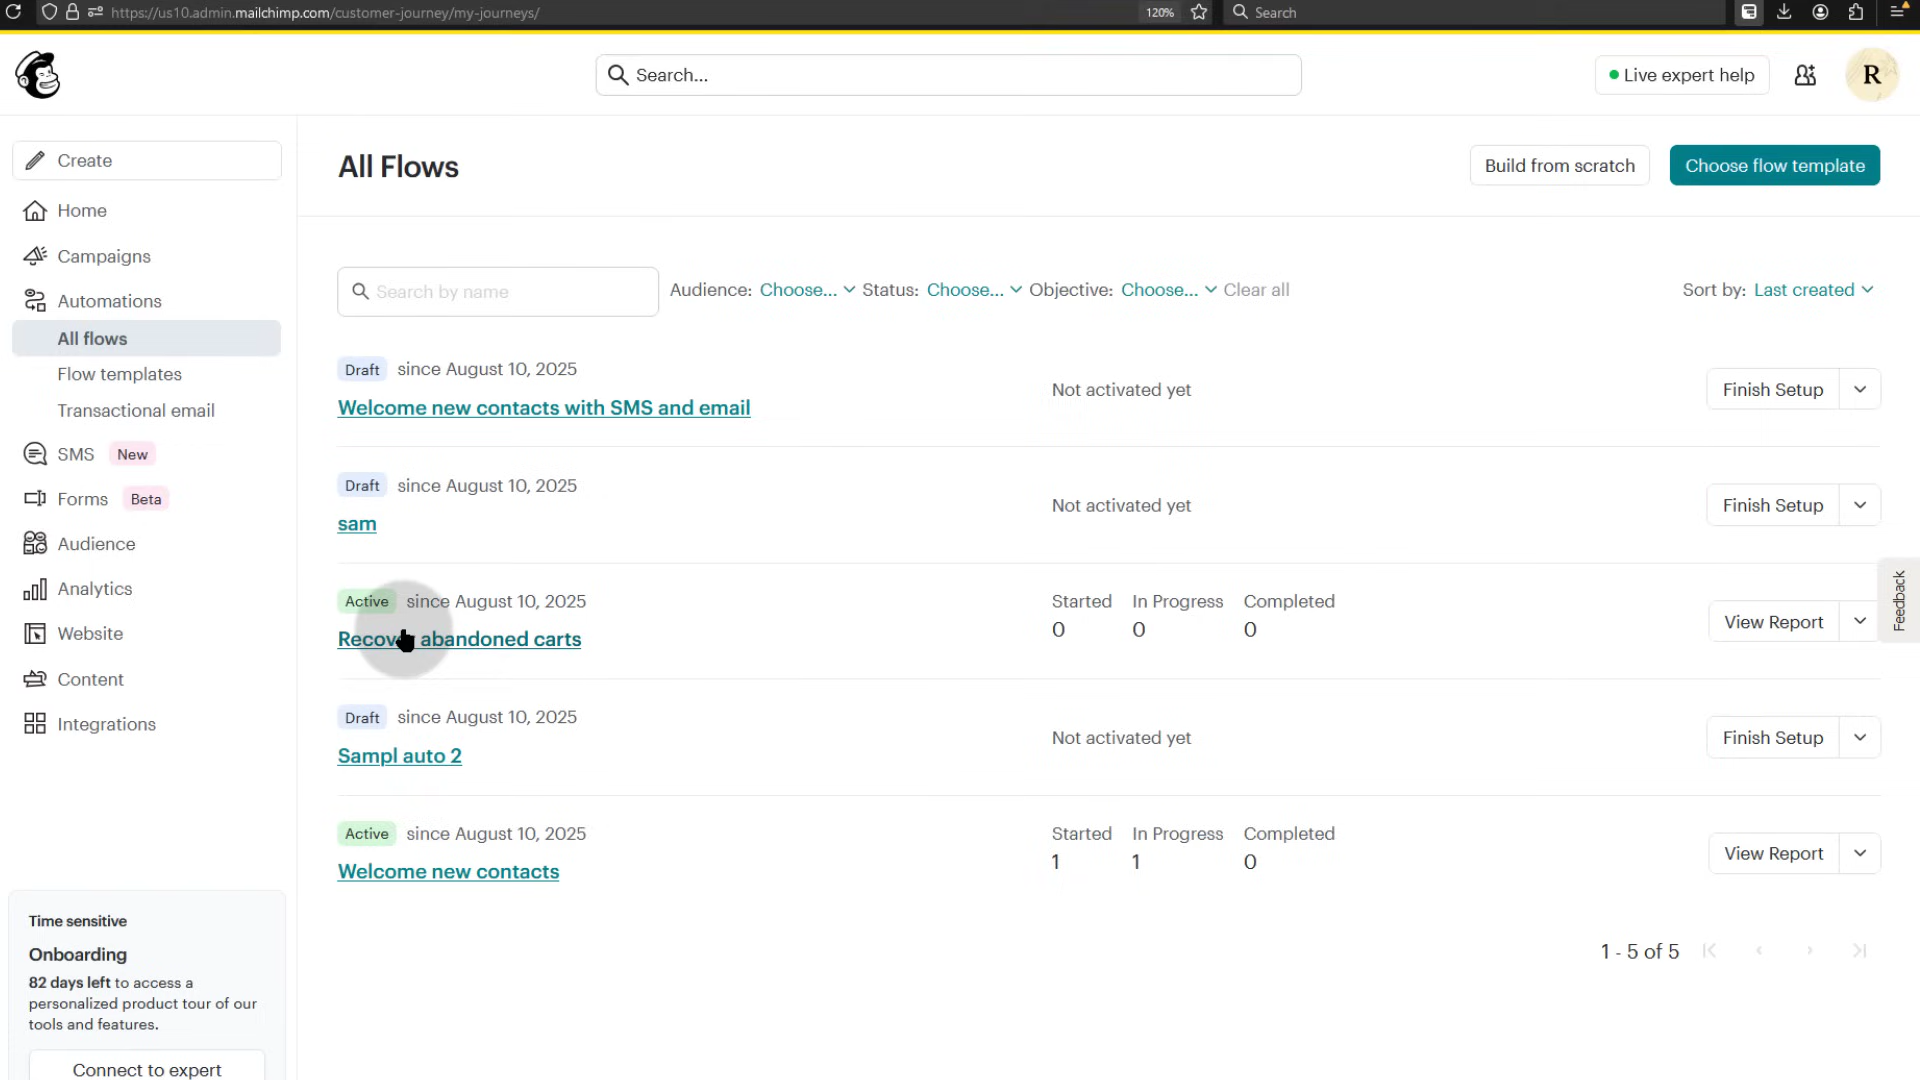 https://us10.admin.mailchimp.com/customer-journey/my-journeys/
120%
Search
Search...
Live expert help
R
Create
Home
Campaigns
Automations
All flows
Flow templates
Transactional email
SMS New
Forms Beta
Audience
Analytics
Website
Content
Integrations
Time sensitive
Onboarding
82 days left to access a
personalized product tour of our
tools and features.
Connect to expert
All Flows
Build from scratch
Choose flow template
Search by name
Audience: Choose... Status: Choose... Objective: Choose... Clear all
Sort by: Last created
Draft since August 10, 2025
Welcome new contacts with SMS and email
Not activated yet
Finish Setup
Draft since August 10, 2025
sam
Not activated yet
Finish Setup
Active since August 10, 2025
Recover abandoned carts
Started In Progress Completed
0 0 0
View Report
Draft since August 10, 2025
Sampl auto 2
Not activated yet
Finish Setup
Active since August 10, 2025
Welcome new contacts
Started In Progress Completed
1 1 0
View Report
1 - 5 of 5
Feedback